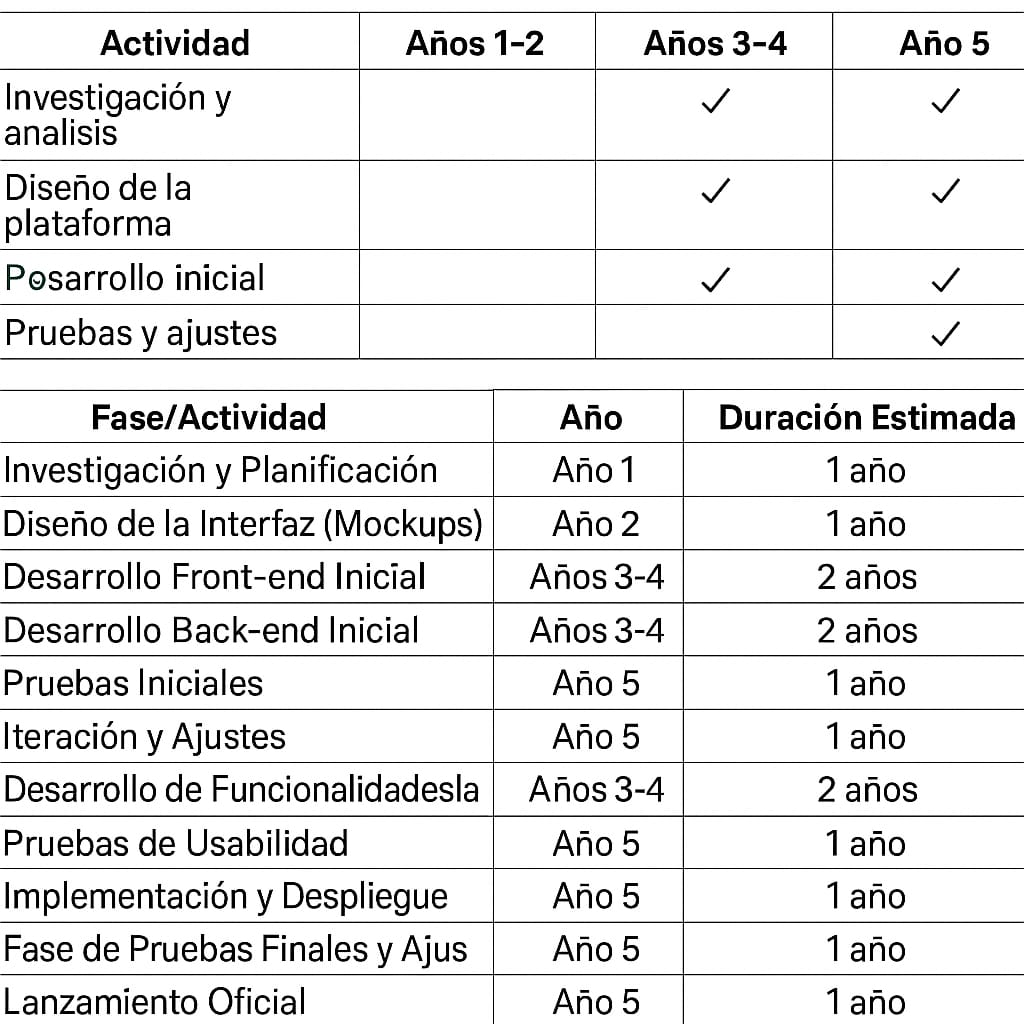 Actividad Años 1-2 Años 3-4 Año 5
Investigación y
analisis ✓ ✓
Diseño de la
plataforma ✓ ✓
Posarrollo inicial ✓ ✓
Pruebas y ajustes ✓
Fase/Actividad Año Duración Estimada
Investigación y Planificación Año 1 1 año
Diseño de la Interfaz (Mockups) Año 2 1 año
Desarrollo Front-end Inicial Años 3-4 2 años
Desarrollo Back-end Inicial Años 3-4 2 años
Pruebas Iniciales Año 5 1 año
Iteración y Ajustes Año 5 1 año
Desarrollo de Funcionalidadesla Años 3-4 2 años
Pruebas de Usabilidad Año 5 1 año
Implementación y Despliegue Año 5 1 año
Fase de Pruebas Finales y Ajus Año 5 1 año
Lanzamiento Oficial Año 5 1 año